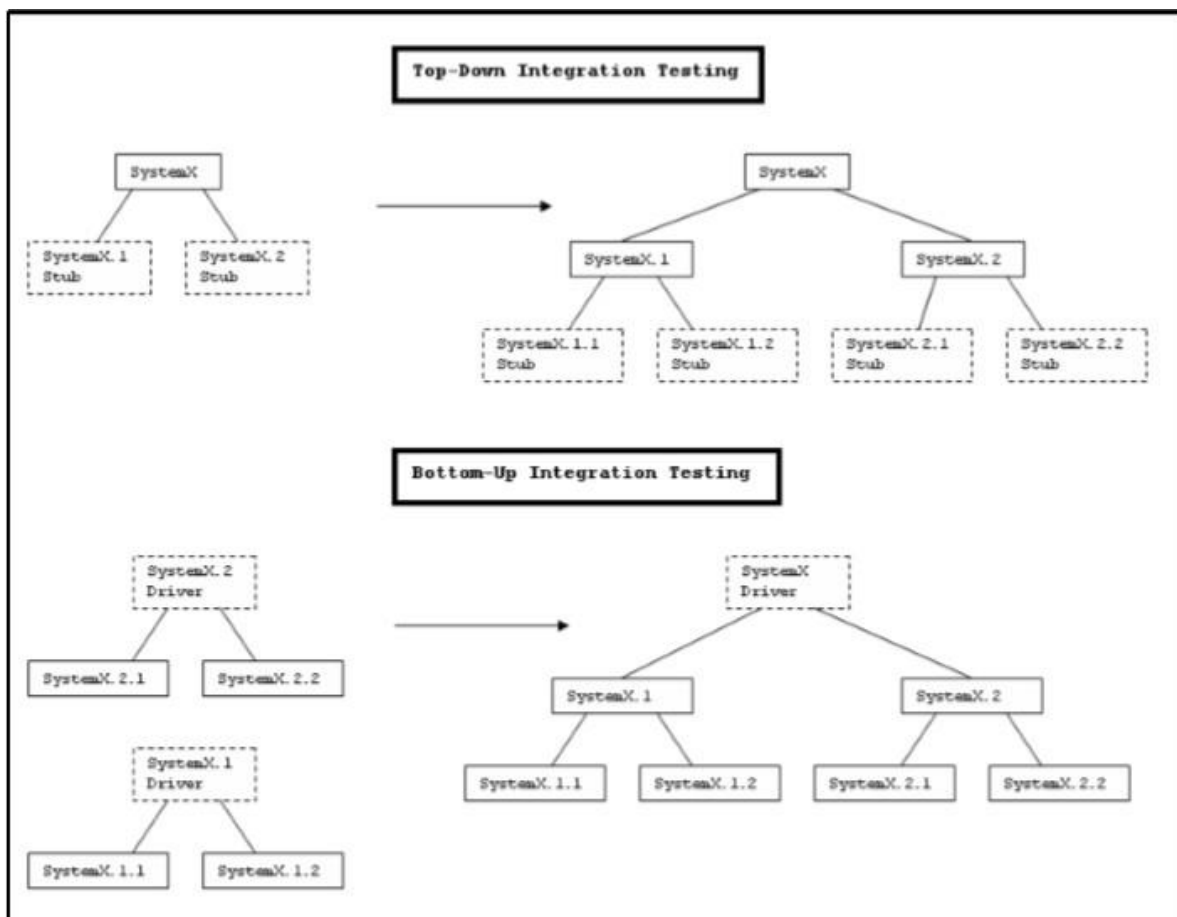 Top-Down Integration Testing
SystemX
SystemX
SystemX.1
Stub
SystemX.2
Stub
SystemX.1
SystemX.2
SystemX.1.1
Stub
SystemX.1.2
Stub
SystemX.2.1
Stub
SystemX.2.2
Stub
Bottom-Up Integration Testing
SystemX.2
Driver
SystemX
Driver
SystemX.2.1
SystemX.2.2
SystemX.1
SystemX.2
SystemX.1
Driver
SystemX.1.1
SystemX.1.2
SystemX.2.1
SystemX.2.2
SystemX.1.1
SystemX.1.2